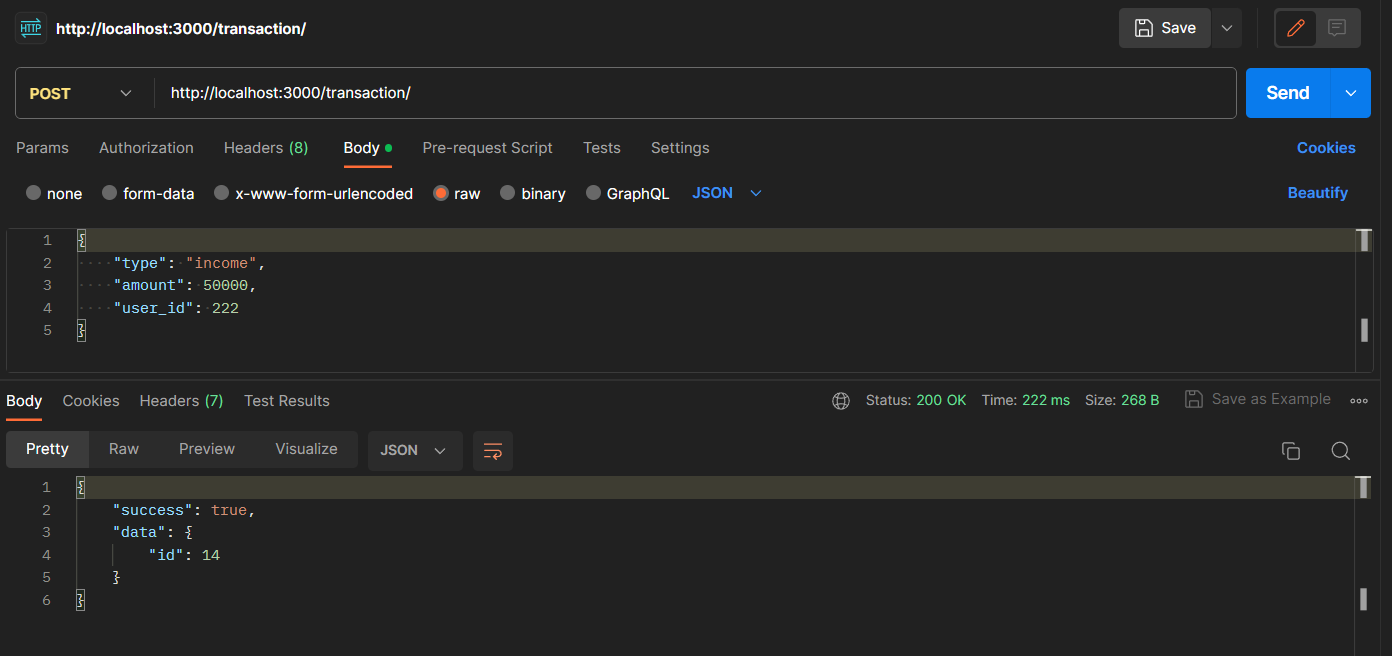 HTTP http://localhost:3000/transaction/ Save
POST http://localhost:3000/transaction/ Send
Params Authorization Headers (8) Body Pre-request Script Tests Settings Cookies
none form-data x-www-form-urlencoded raw binary GraphQL JSON Beautify
1 {
2 "type": "income",
3 "amount": 50000,
4 "user_id": 222
5 }
Body Cookies Headers (7) Test Results Status: 200 OK Time: 222 ms Size: 268 B Save as Example
Pretty Raw Preview Visualize JSON
1 {
2 "success": true,
3 "data": {
4 "id": 14
5 }
6 }